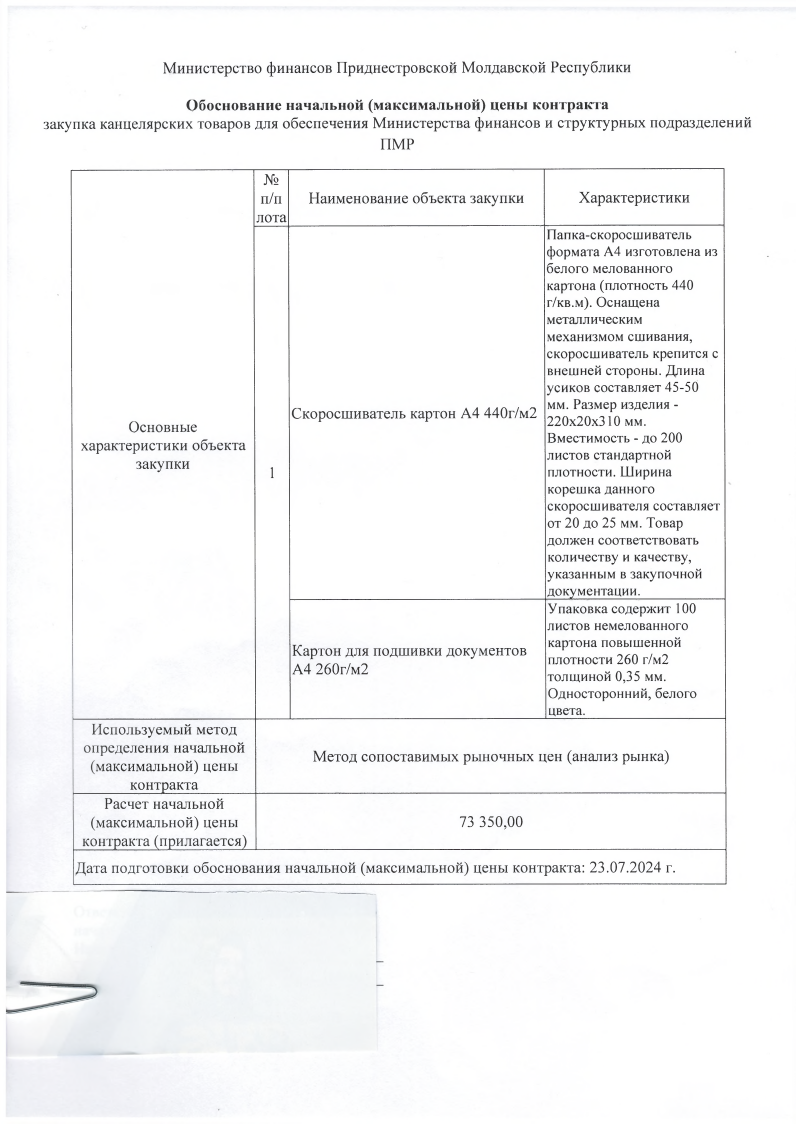 Министерство финансов Приднестровской Молдавской Республики
Обоснование начальной (максимальной) цены контракта
закупка канцелярских товаров для обеспечения Министерства финансов и структурных подразделений
ПМР
№
п/п
лота
Наименование объекта закупки
Характеристики
Основные
характеристики объекта
закупки
1
Скоросшиватель картон А4 440г/м2
Папка-скоросшиватель
формата А4 изготовлена из
белого мелованного
картона (плотность 440
г/кв.м). Оснащена
металлическим
механизмом сшивания,
скоросшиватель крепится с
внешней стороны. Длина
усиков составляет 45-50
мм. Размер изделия -
220х20х310 мм.
Вместимость - до 200
листов стандартной
плотности. Ширина
корешка данного
скоросшивателя составляет
от 20 до 25 мм. Товар
должен соответствовать
количеству и качеству,
указанным в закупочной
документации.
Картон для подшивки документов
А4 260г/м2
Упаковка содержит 100
листов немелованного
картона повышенной
плотности 260 г/м2
толщиной 0,35 мм.
Односторонний, белого
цвета.
Используемый метод
определения начальной
(максимальной) цены
контракта
Метод сопоставимых рыночных цен (анализ рынка)
Расчет начальной
(максимальной) цены
контракта (прилагается)
73 350,00
Дата подготовки обоснования начальной (максимальной) цены контракта: 23.07.2024 г.